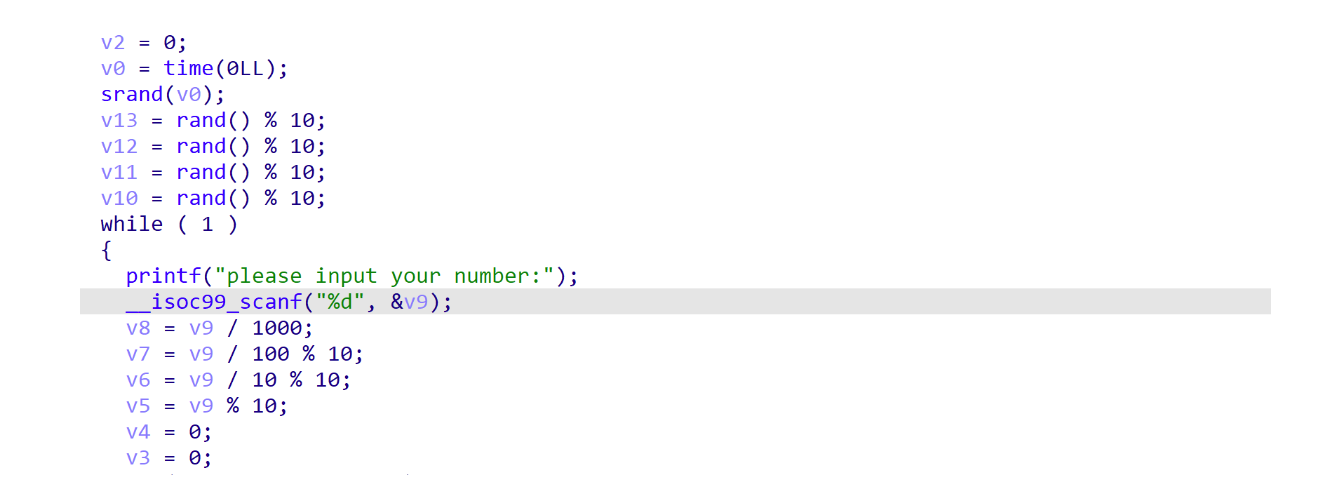 v2 = 0;
v0 = time(0LL);
srand(v0);
v13 = rand() % 10;
v12 = rand() % 10;
v11 = rand() % 10;
v10 = rand() % 10;
while ( 1 )
{
printf("please input your number:");
__isoc99_scanf("%d", &v9);
v8 = v9 / 1000;
v7 = v9 / 100 % 10;
v6 = v9 / 10 % 10;
v5 = v9 % 10;
v4 = 0;
v3 = 0;